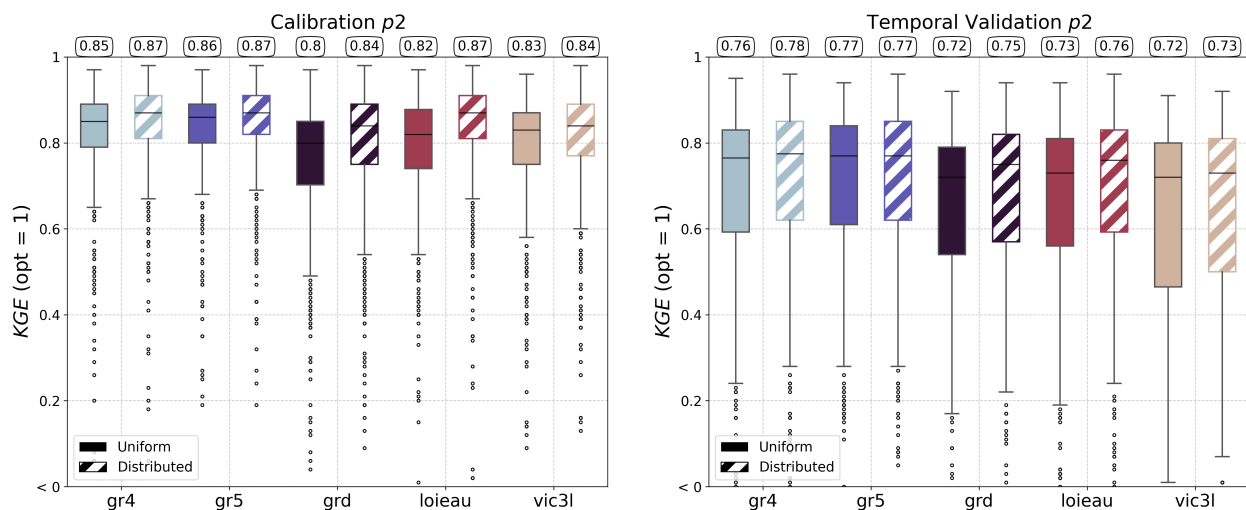 Calibration p2
0.85 0.87 0.86 0.87 0.8 0.84 0.82 0.87 0.83 0.84
KGE (opt = 1)
1
0.8
0.6
0.4
0.2
< 0
Uniform
Distributed
gr4 gr5 grd loieau vic3l
Temporal Validation p2
0.76 0.78 0.77 0.77 0.72 0.75 0.73 0.76 0.72 0.73
KGE (opt = 1)
1
0.8
0.6
0.4
0.2
< 0
Uniform
Distributed
gr4 gr5 grd loieau vic3l